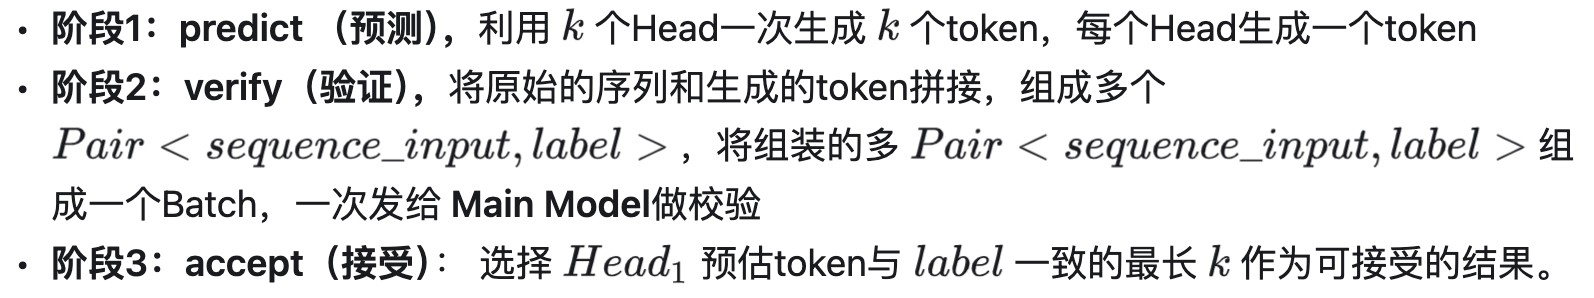 • 阶段1：predict （预测），利用 k 个Head一次生成 k 个token，每个Head生成一个token
• 阶段2：verify（验证），将原始的序列和生成的token拼接，组成多个
Pair < sequence_input, label > ，将组装的多 Pair < sequence_input, label > 组
成一个Batch，一次发给 Main Model做校验
• 阶段3：accept（接受）： 选择 Head₁ 预估token与 label 一致的最长 k 作为可接受的结果。